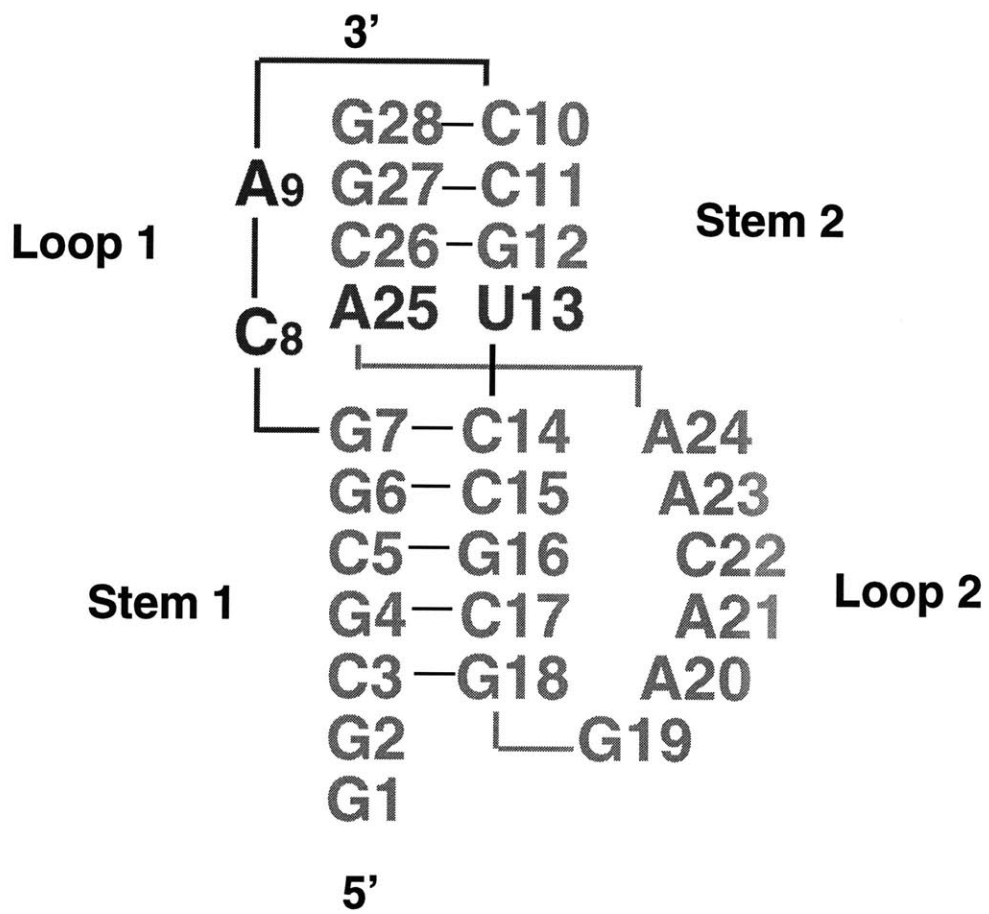 3’
G28 C10
A9 G27 C11
Loop 1 C26 G12 Stem 2
C8 A25 U13
G7 C14 A24
G6 C15 A23
C5 G16 C22
Stem 1 G4 C17 A21 Loop 2
C3 G18 A20
G2 G19
G1
5’